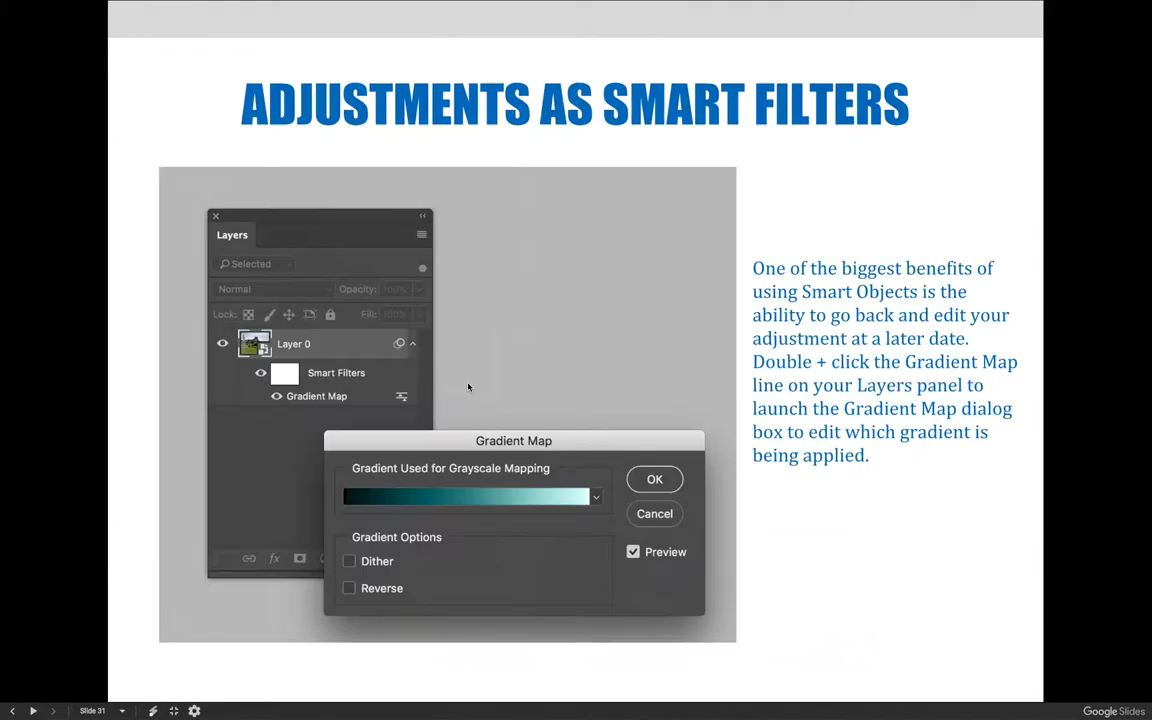 ADJUSTMENTS AS SMART FILTERS
Layers
Selected
Normal
Opacity: 100%
Lock:
Fill: 100%
Layer 0
Smart Filters
Gradient Map
fx
Gradient Map
Gradient Used for Grayscale Mapping
OK
Cancel
Gradient Options
Preview
Dither
Reverse
One of the biggest benefits of
using Smart Objects is the
ability to go back and edit your
adjustment at a later date.
Double + click the Gradient Map
line on your Layers panel to
launch the Gradient Map dialog
box to edit which gradient is
being applied.
Slide 31
Google Slides